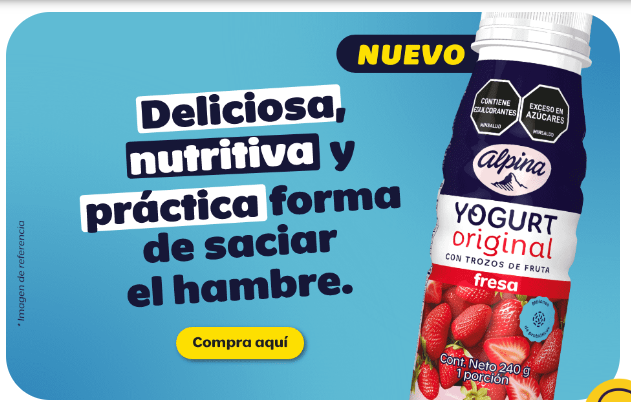 NUEVO
Deliciosa,
nutritiva y
práctica forma
de saciar
el hambre.
Compra aquí
* Imagen de referencia
CONTIENE
EDULCORANTES
MINSALUD
EXCESO EN
AZÚCARES
MINSALUD
alpina
YOGURT
original
CON TROZOS DE FRUTA
fresa
Cont. Neto 240 g
1 porción